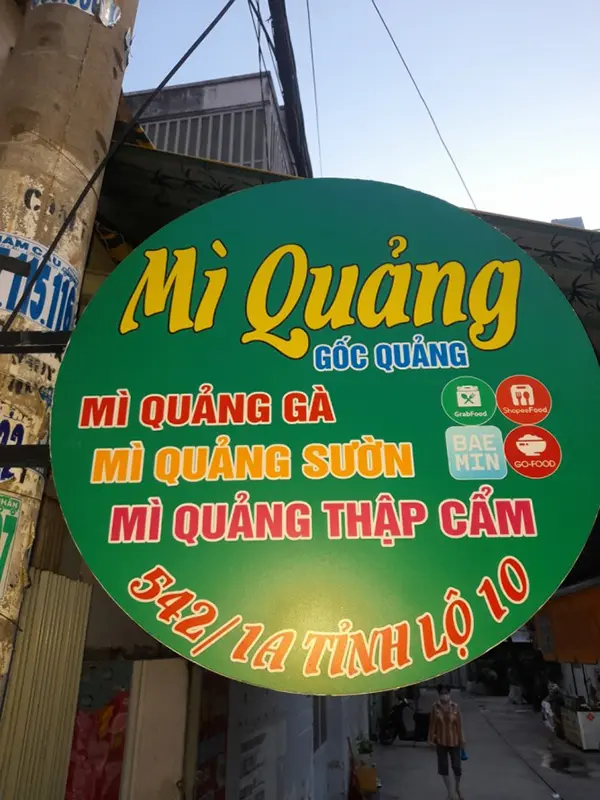 Mì Quảng
GỐC QUẢNG
MÌ QUẢNG GÀ
MÌ QUẢNG SƯỜN
MÌ QUẢNG THẬP CẨM
GrabFood
ShopeeFood
BAE
MIN
GO-FOOD
542/1A TỈNH LỘ 10